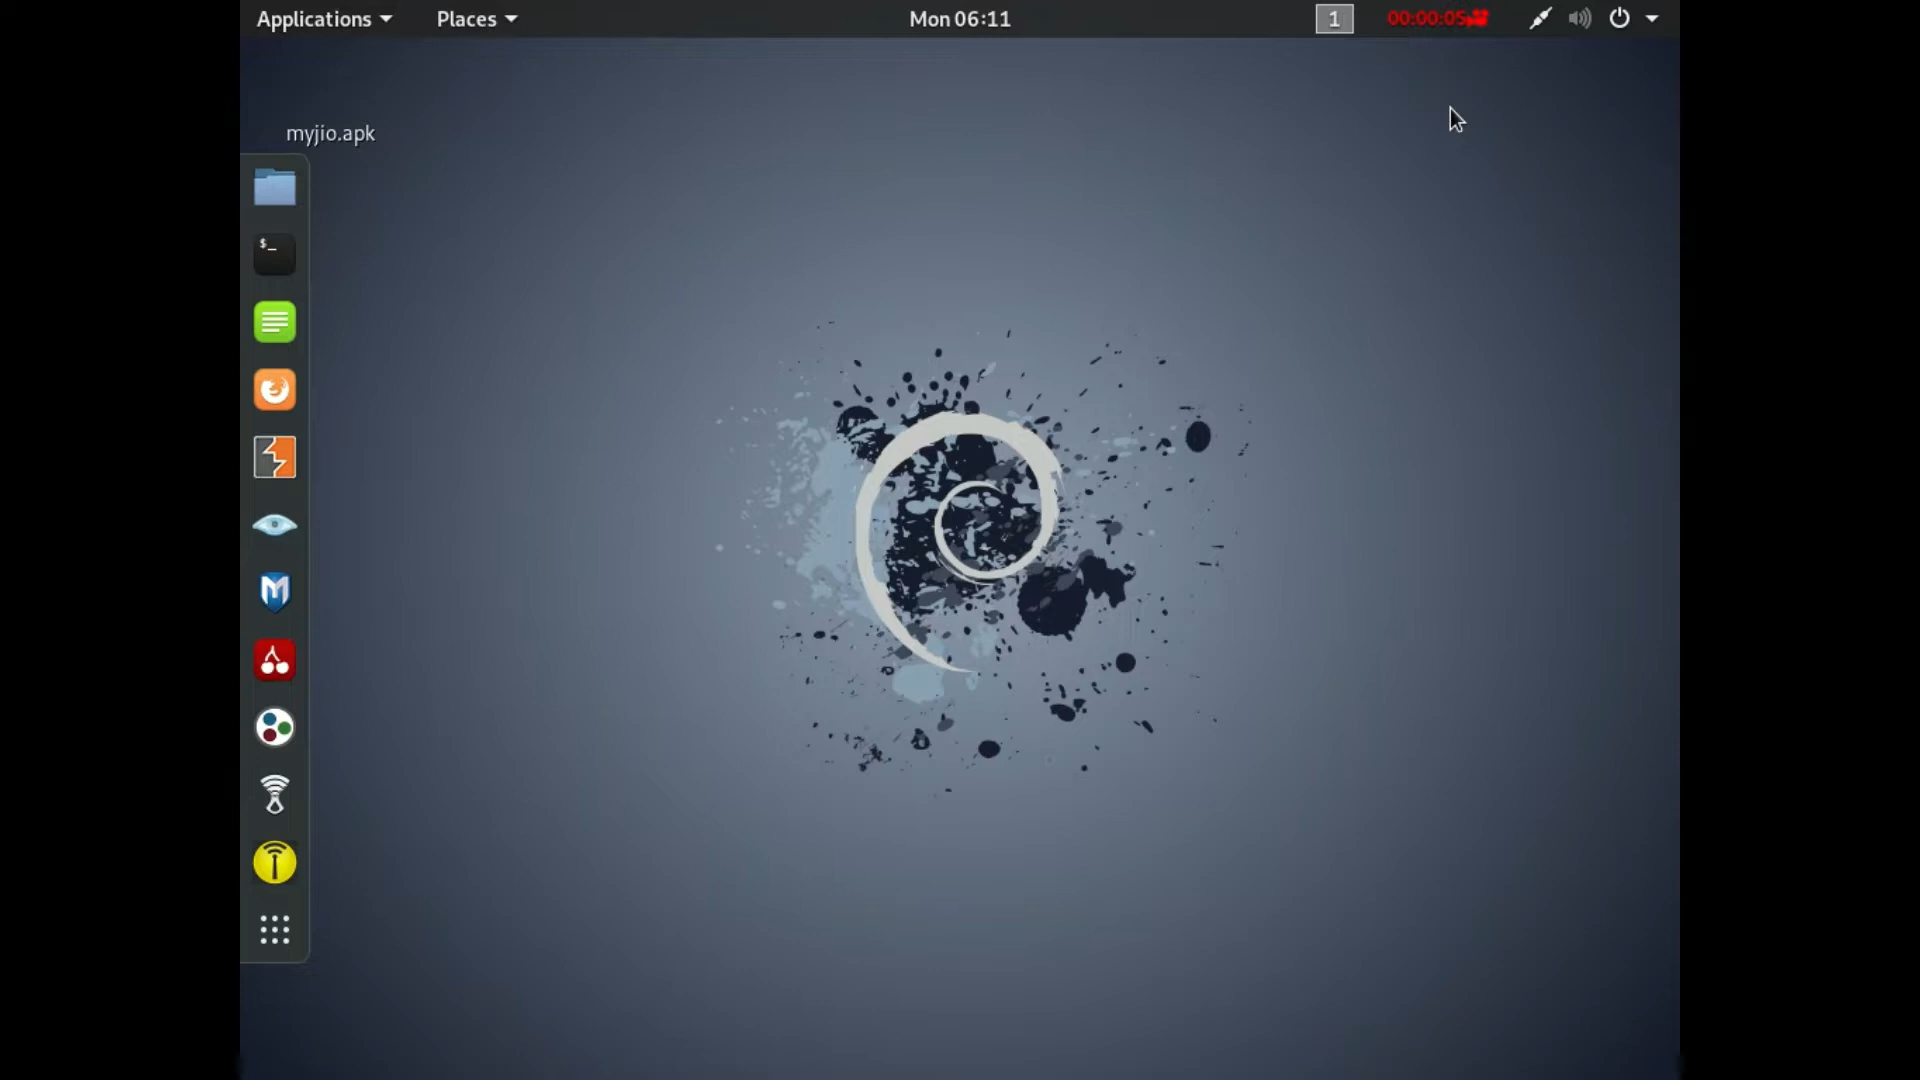 Applications
Places
Mon 06:11
1
00:00:05
myjio.apk
$_